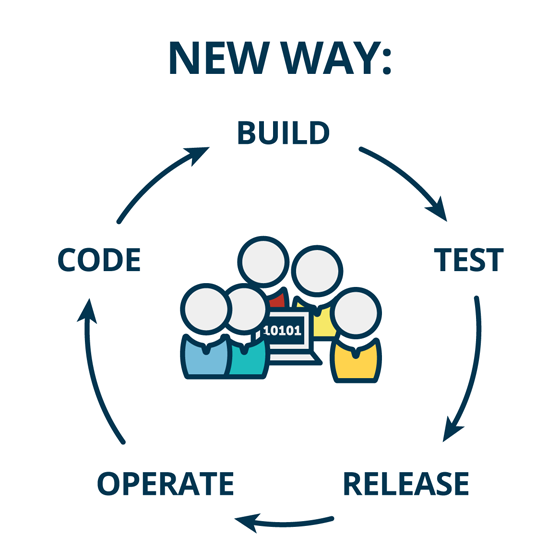 NEW WAY:
BUILD
CODE
TEST
10101
OPERATE
RELEASE